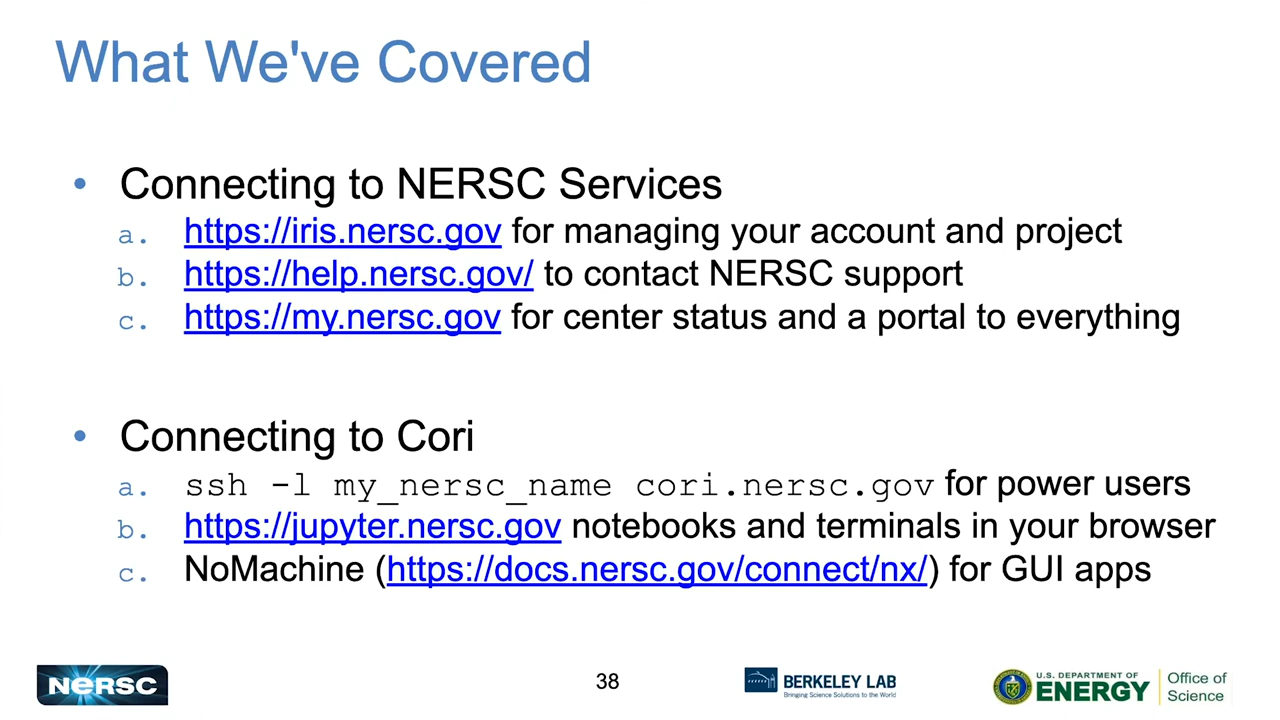 What We've Covered
• Connecting to NERSC Services
a. https://iris.nersc.gov for managing your account and project
b. https://help.nersc.gov/ to contact NERSC support
c. https://my.nersc.gov for center status and a portal to everything
• Connecting to Cori
a. ssh -l my_nersc_name cori.nersc.gov for power users
b. https://jupyter.nersc.gov notebooks and terminals in your browser
c. NoMachine (https://docs.nersc.gov/connect/nx/) for GUI apps
NERSC
38
BERKELEY LAB
Bringing Science Solutions to the World
U.S. DEPARTMENT OF
ENERGY
Office of
Science